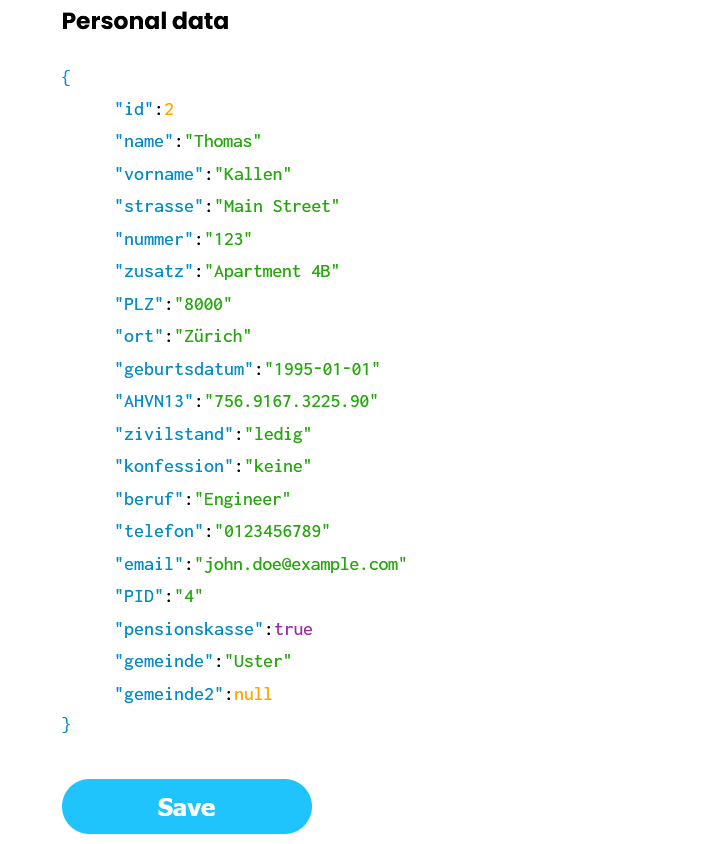 Personal data
{
"id":2
"name":"Thomas"
"vorname":"Kallen"
"strasse":"Main Street"
"nummer":"123"
"zusatz":"Apartment 4B"
"PLZ":"8000"
"ort":"Zürich"
"geburtsdatum":"1995-01-01"
"AHVN13":"756.9167.3225.90"
"zivilstand":"ledig"
"konfession":"keine"
"beruf":"Engineer"
"telefon":"0123456789"
"email":"john.doe@example.com"
"PID":"4"
"pensionskasse":true
"gemeinde":"Uster"
"gemeinde2":null
}
Save